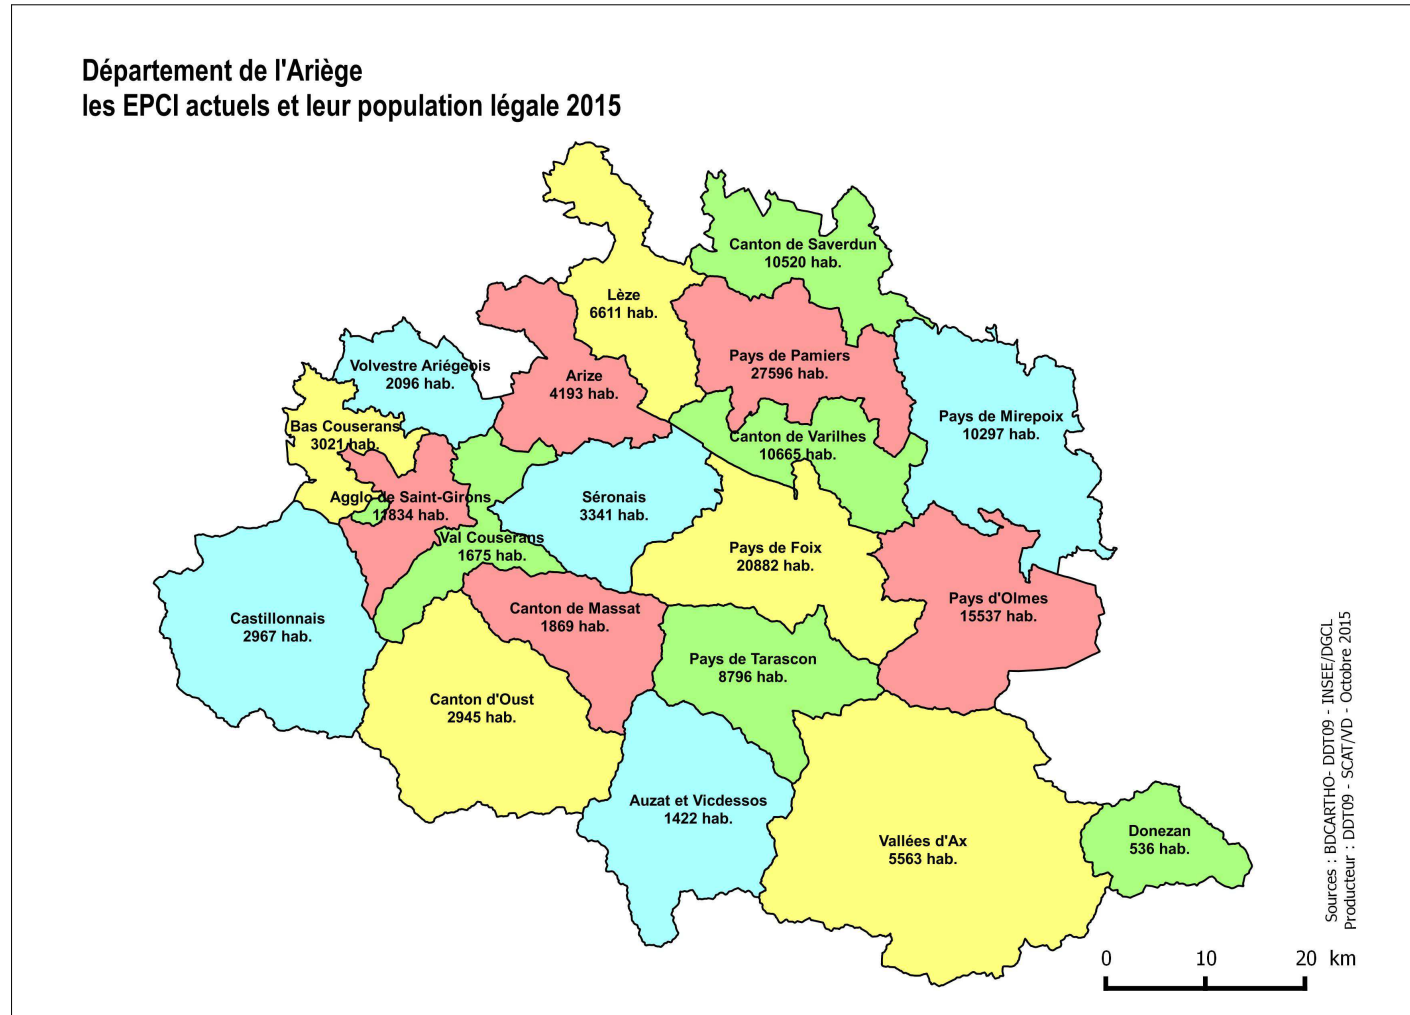 Département de l'Ariège
les EPCI actuels et leur population légale 2015
Canton de Saverdun
10520 hab.
Lèze
6611 hab.
Pays de Pamiers
27596 hab.
Volvestre Ariégeois
2096 hab.
Arize
4193 hab.
Pays de Mirepoix
10297 hab.
Bas Couserans
3021 hab.
Canton de Varilhes
10665 hab.
Agglo de Saint-Girons
11834 hab.
Séronais
3341 hab.
Val Couserans
1675 hab.
Pays de Foix
20882 hab.
Pays d'Olmes
15537 hab.
Castillonnais
2967 hab.
Canton de Massat
1869 hab.
Pays de Tarascon
8796 hab.
Canton d'Oust
2945 hab.
Auzat et Vicdessos
1422 hab.
Vallées d'Ax
5563 hab.
Donezan
536 hab.
Sources : BDCARTHO- DDT09 - INSEE/DGCL
Producteur : DDT09 - SCAT/VD - Octobre 2015
0 10 20 km